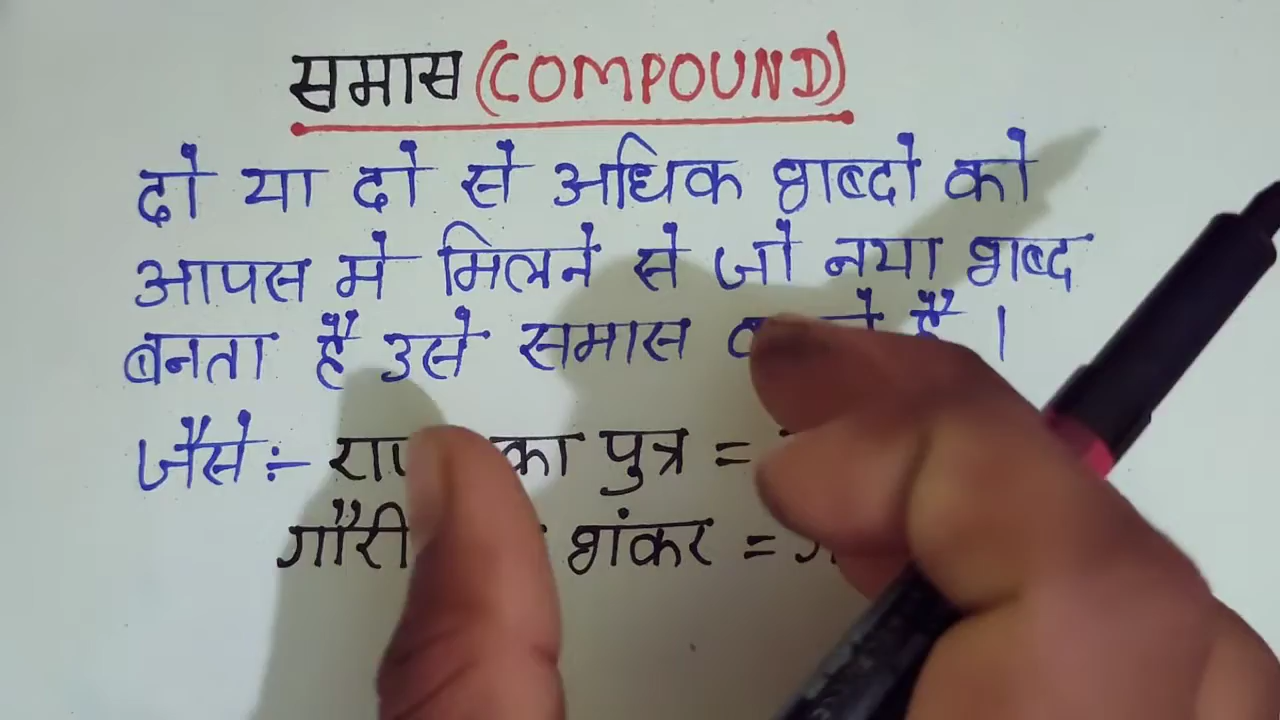 समास (COMPOUND)
दो या दो से अधिक शब्दो को
आपस मे मिलने से जो नया शब्द
बनता है उसे समास है ।
जैसे :- का पुत्र =
गौरी शंकर =